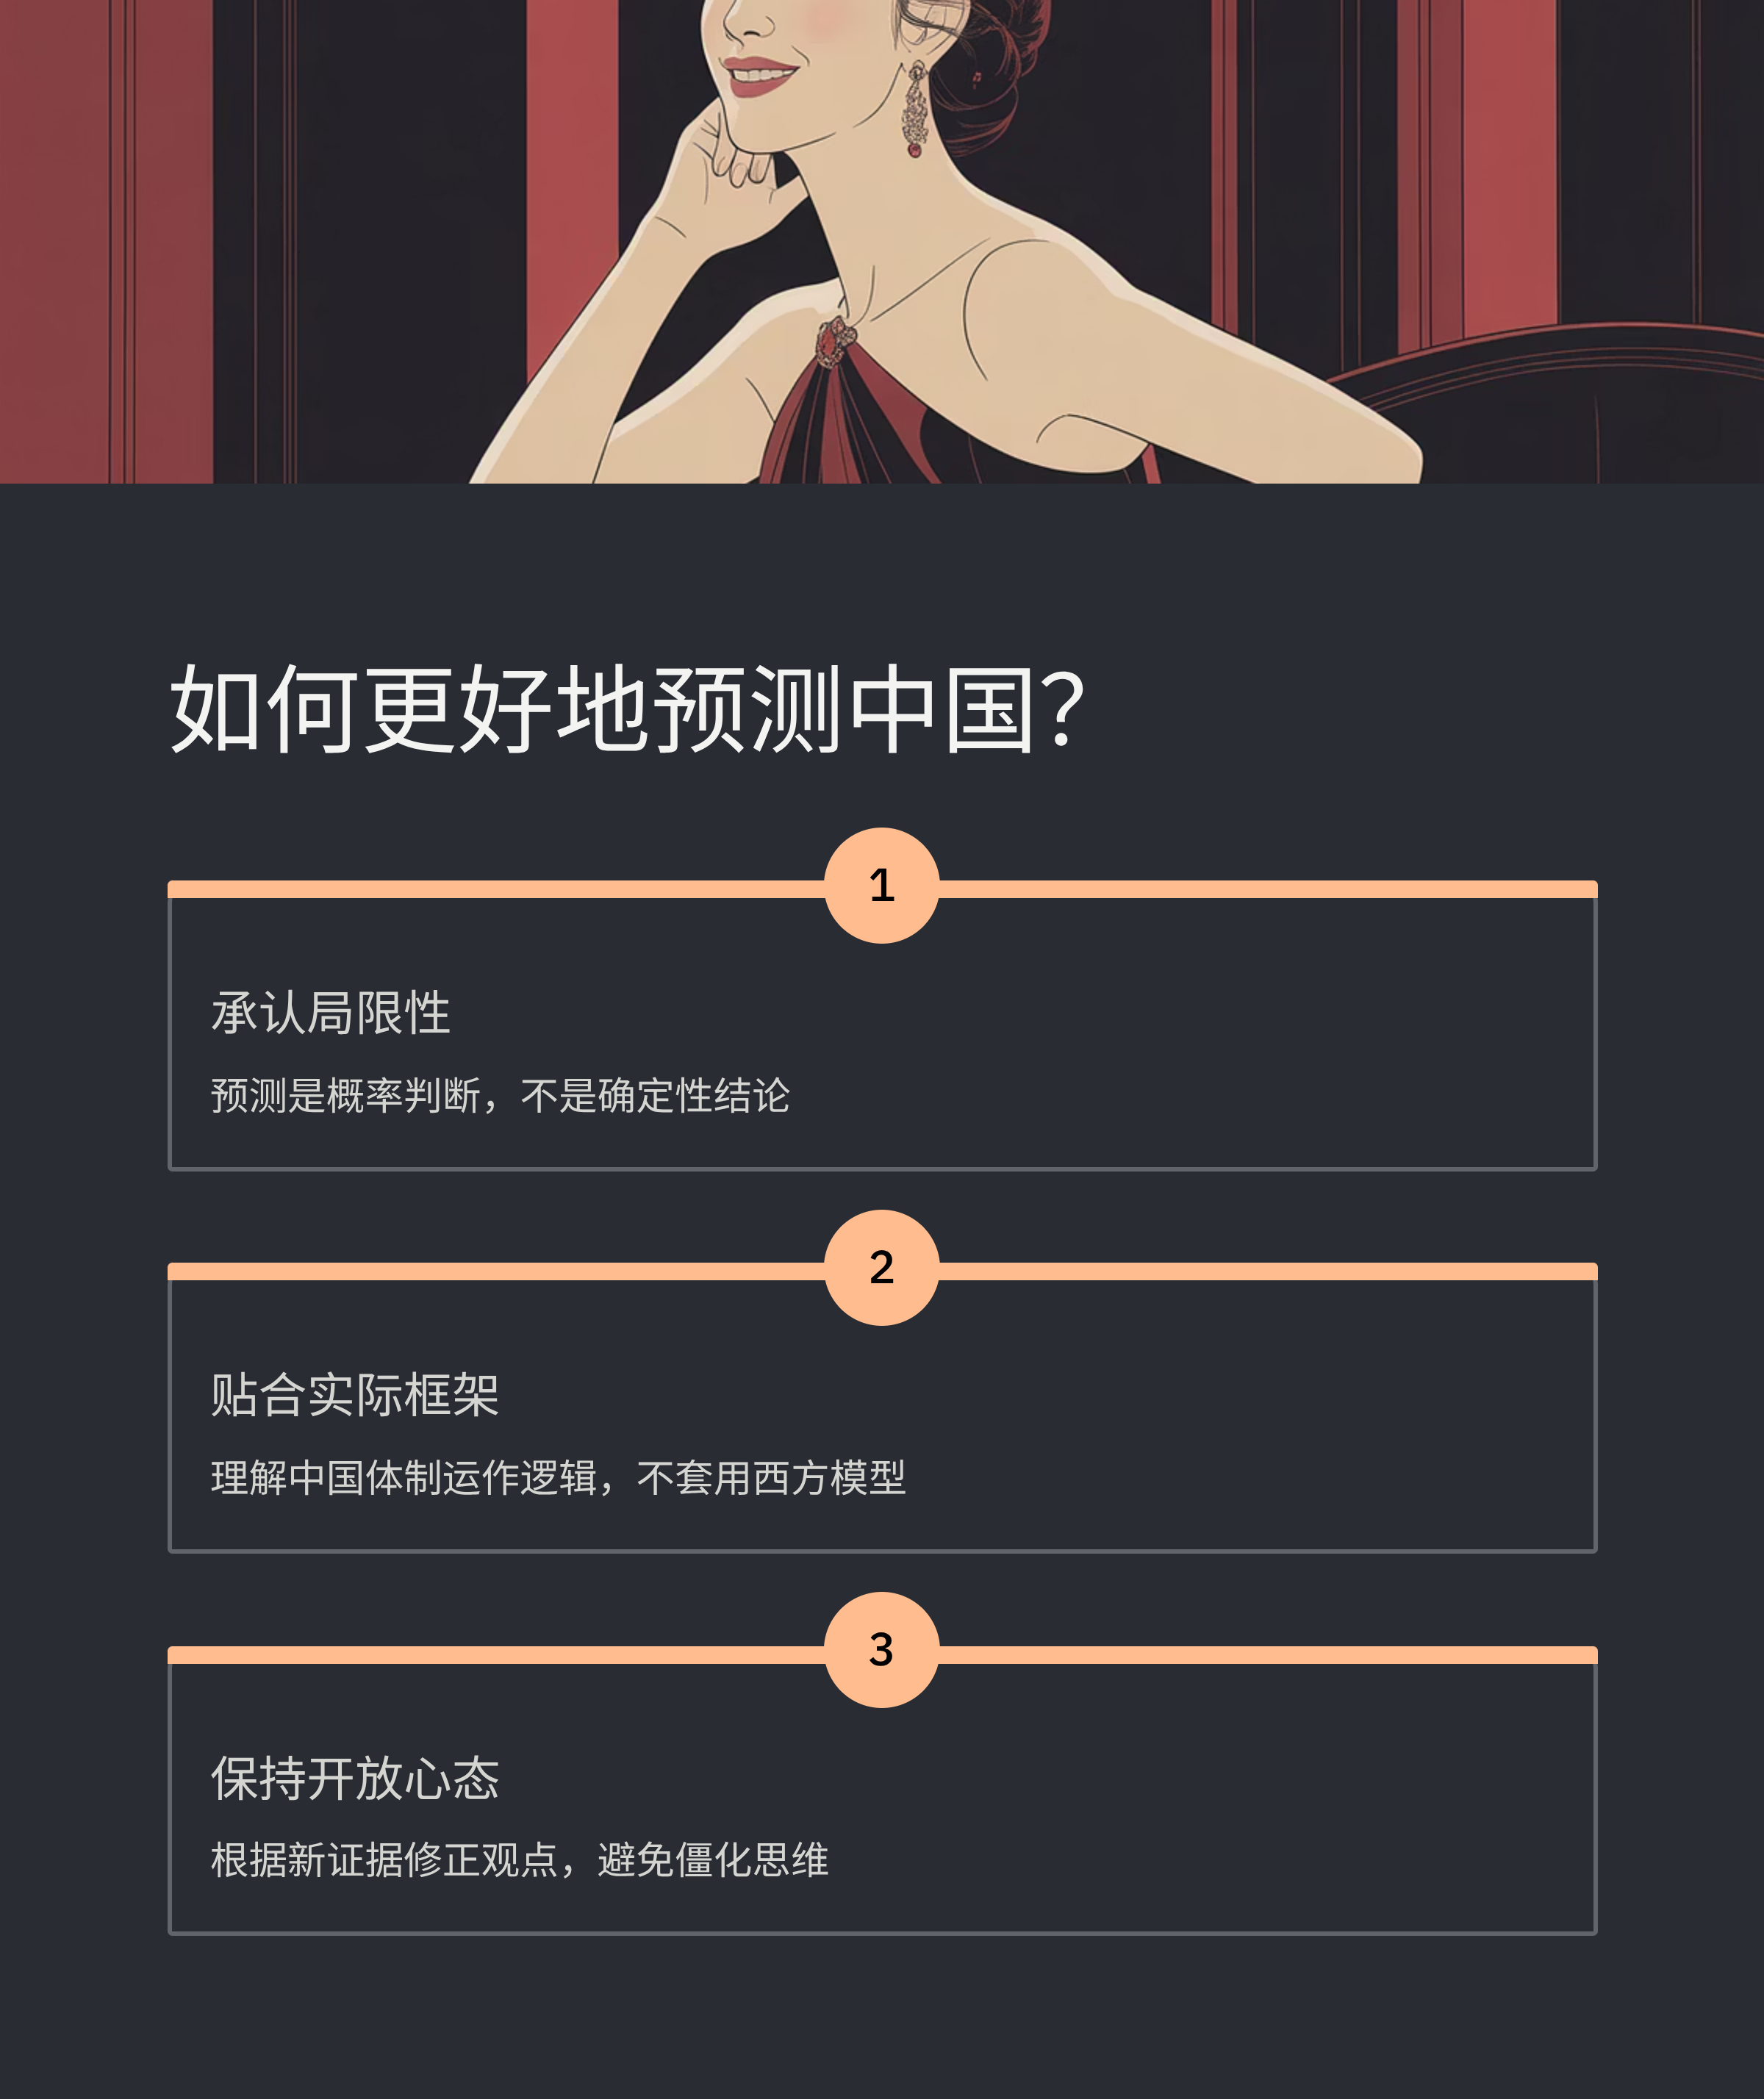 如何更好地预测中国？
1
承认局限性
预测是概率判断，不是确定性结论
2
贴合实际框架
理解中国体制运作逻辑，不套用西方模型
3
保持开放心态
根据新证据修正观点，避免僵化思维